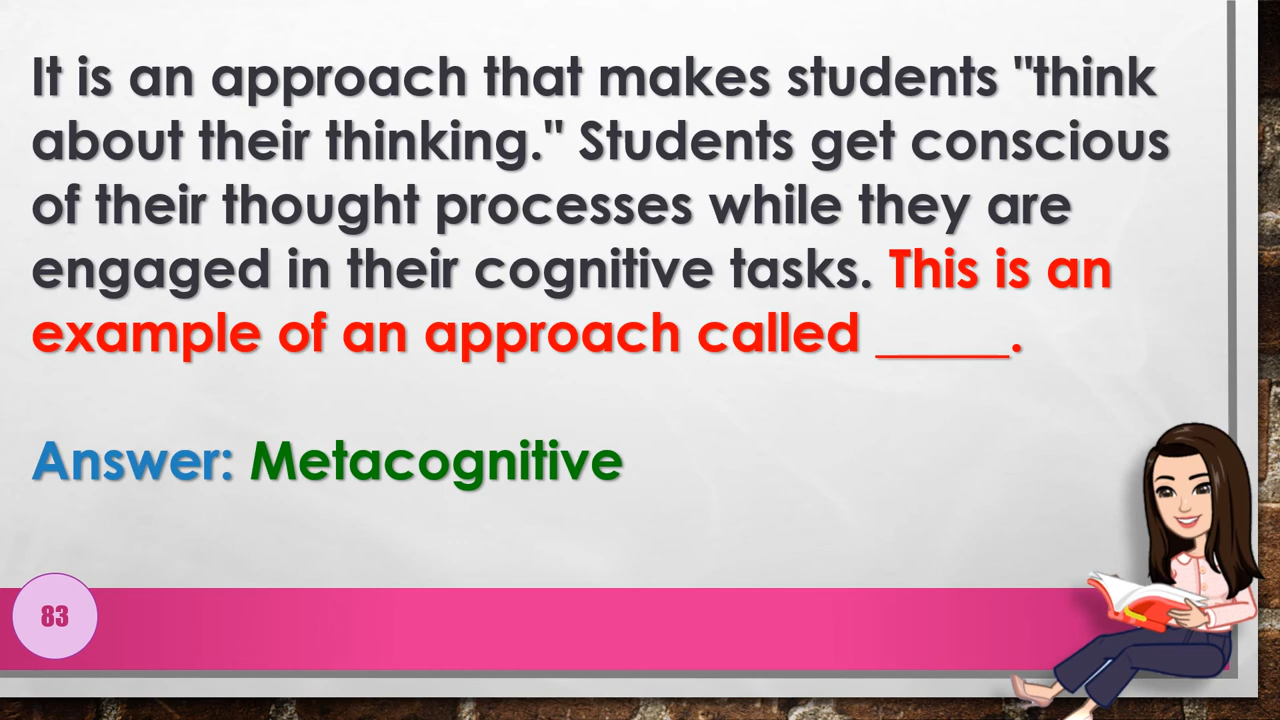 It is an approach that makes students "think
about their thinking." Students get conscious
of their thought processes while they are
engaged in their cognitive tasks. This is an
example of an approach called _____.
Answer: Metacognitive
83